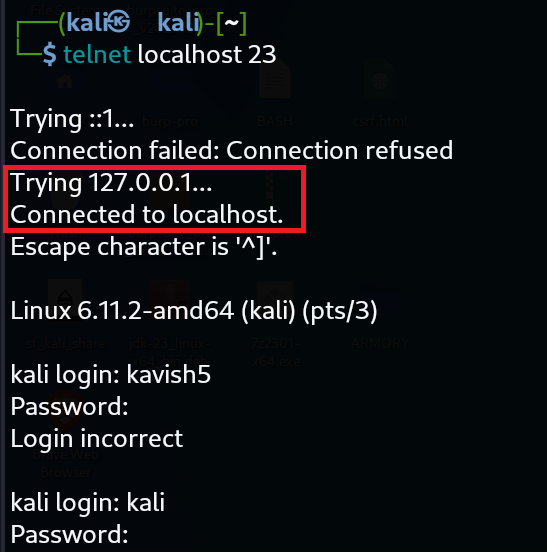 ┌──(kali㉿kali)-[~]
└─$ telnet localhost 23
Trying ::1...
Connection failed: Connection refused
Trying 127.0.0.1...
Connected to localhost.
Escape character is '^]'.
Linux 6.11.2-amd64 (kali) (pts/3)
kali login: kavish5
Password:
Login incorrect
kali login: kali
Password: